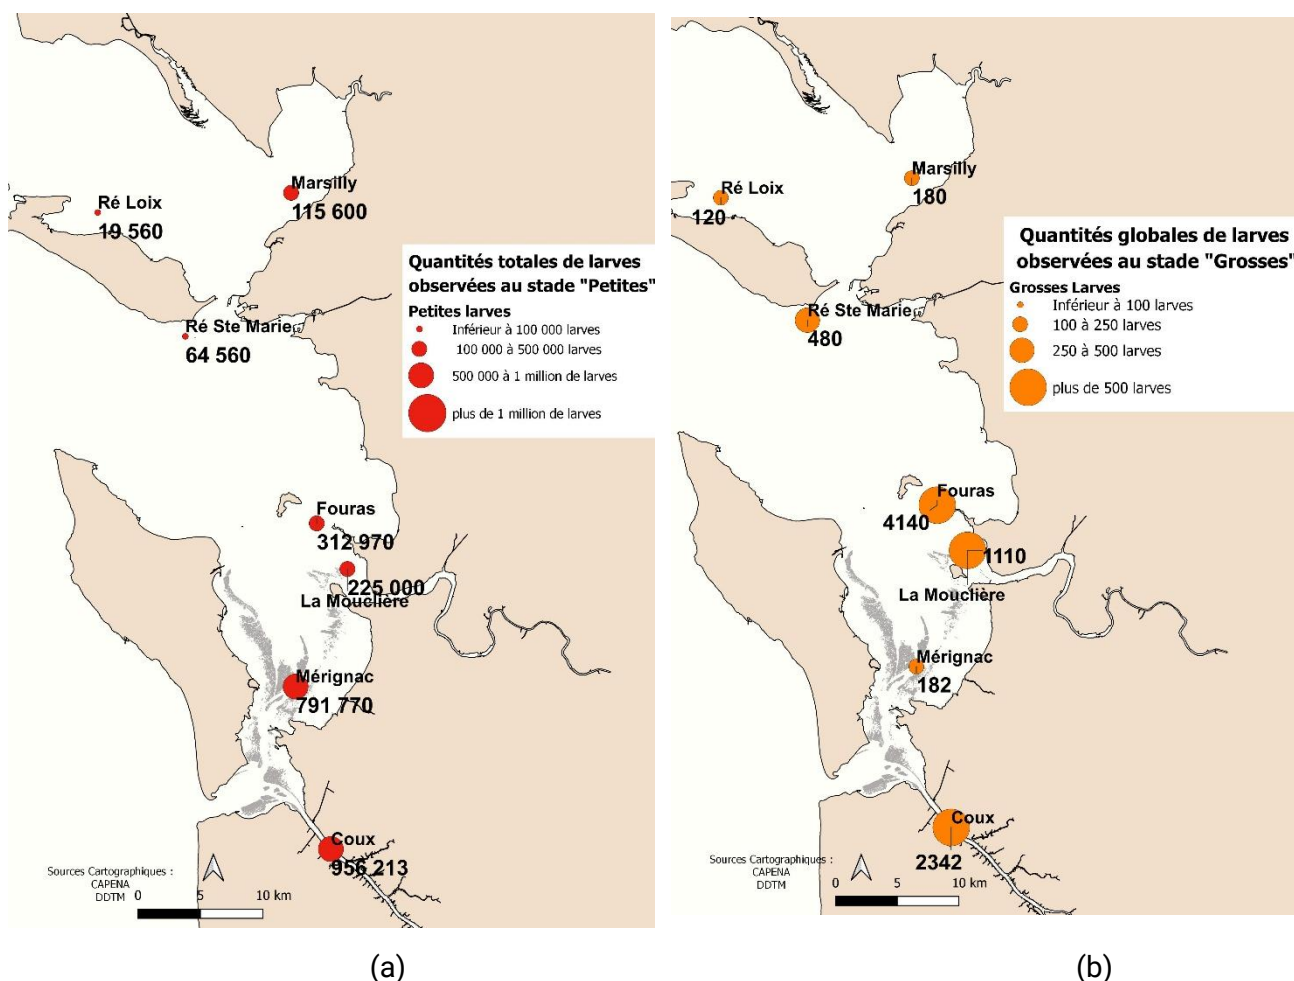 Marsilly
115 600
Ré Loix
19 560
Quantités totales de larves
observées au stade "Petites"
Petites larves
Inférieur à 100 000 larves
100 000 à 500 000 larves
500 000 à 1 million de larves
plus de 1 million de larves
Ré Ste Marie
64 560
Fouras
312 970
225 000
La Mouclière
Mérignac
791 770
Coux
956 213
Sources Cartographiques :
CAPENA
DDTM
0 5 10 km
(a)
Marsilly
180
Ré Loix
120
Quantités globales de larves
observées au stade "Grosses"
Grosses Larves
Inférieur à 100 larves
100 à 250 larves
250 à 500 larves
plus de 500 larves
Ré Ste Marie
480
Fouras
4140
1110
La Mouclière
Mérignac
182
Coux
2342
Sources Cartographiques :
CAPENA
DDTM
0 5 10 km
(b)